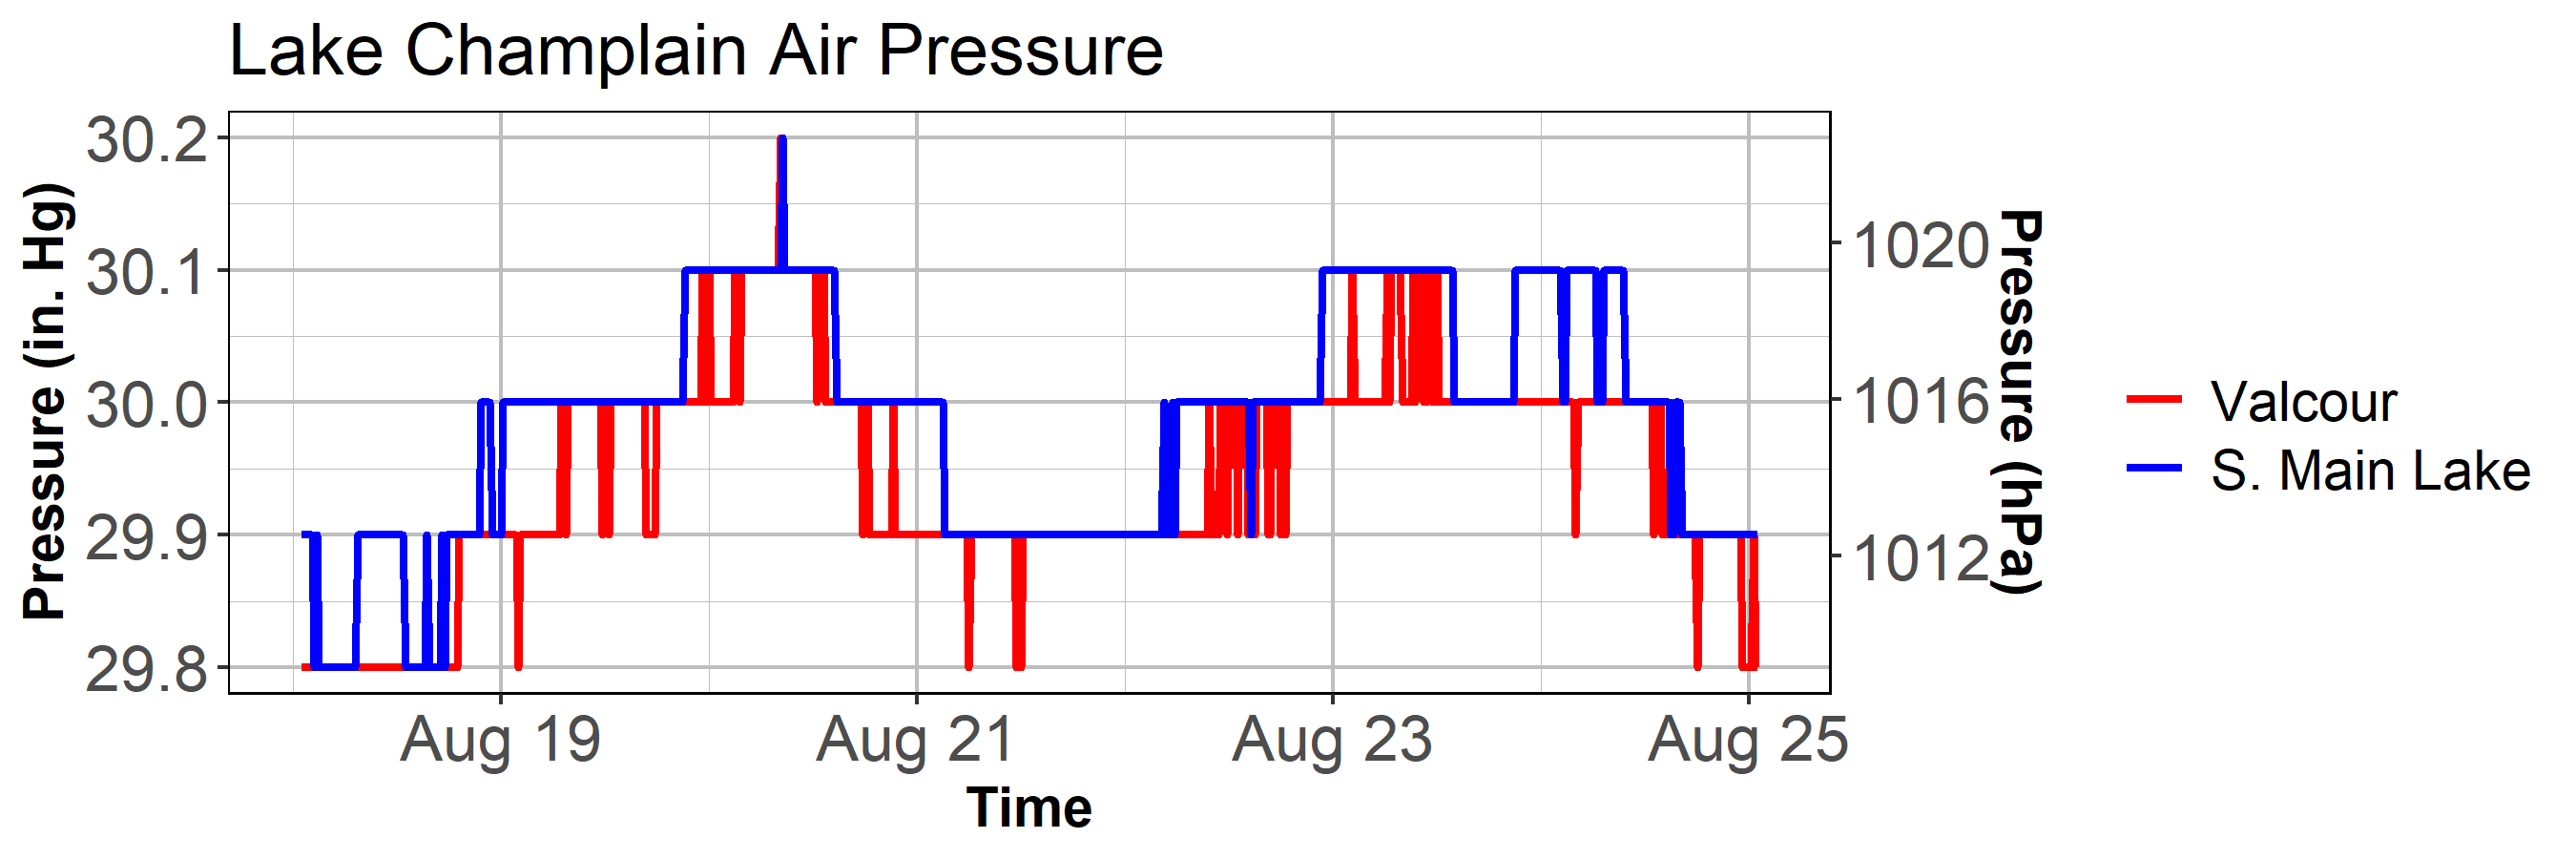 Lake Champlain Air Pressure
Pressure (in. Hg)
30.2
30.1
30.0
29.9
29.8
1020
1016
1012
Pressure (hPa)
Valcour
S. Main Lake
Aug 19
Aug 21
Aug 23
Aug 25
Time